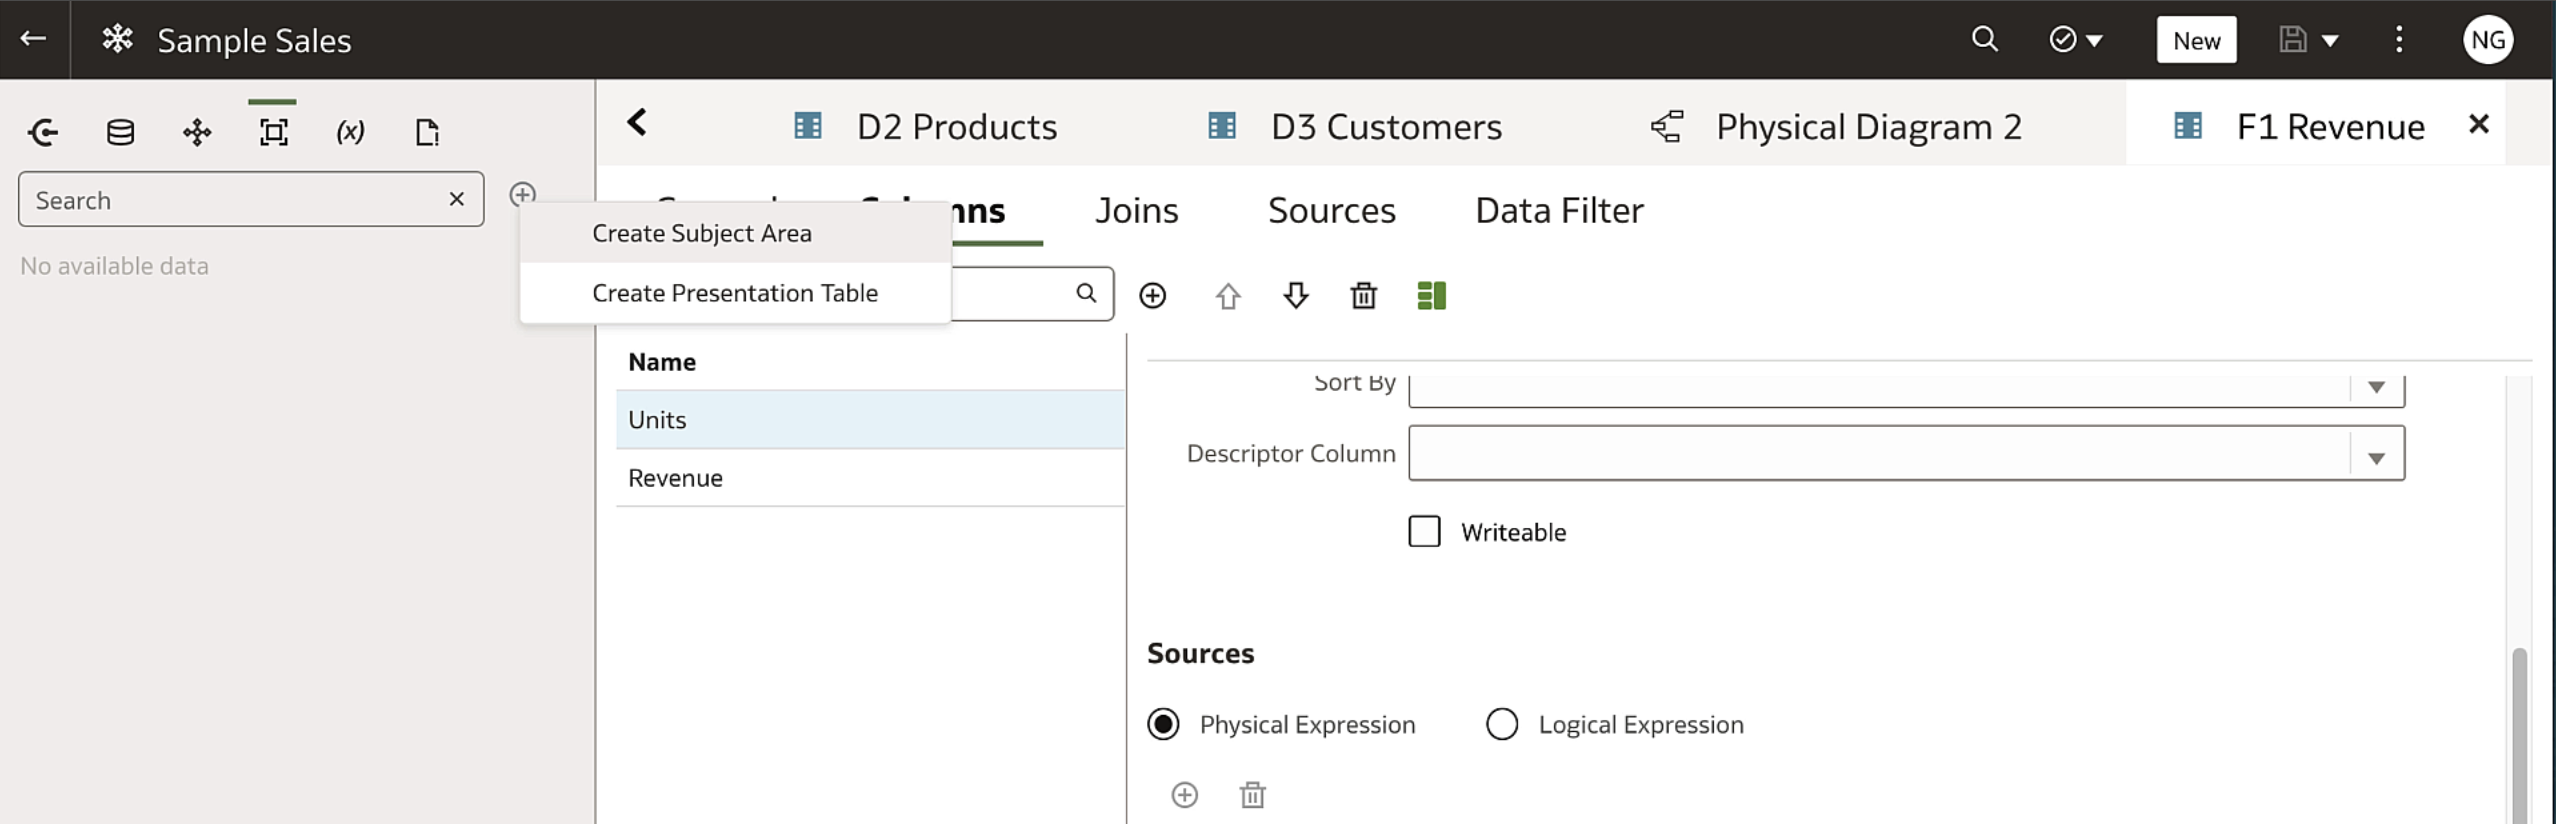 Sample Sales
New
NG
D2 Products
D3 Customers
Physical Diagram 2
F1 Revenue
Joins
Sources
Data Filter
Search
Create Subject Area
No available data
Create Presentation Table
Name
Units
Revenue
Sort By
Descriptor Column
Writeable
Sources
Physical Expression
Logical Expression
(x)